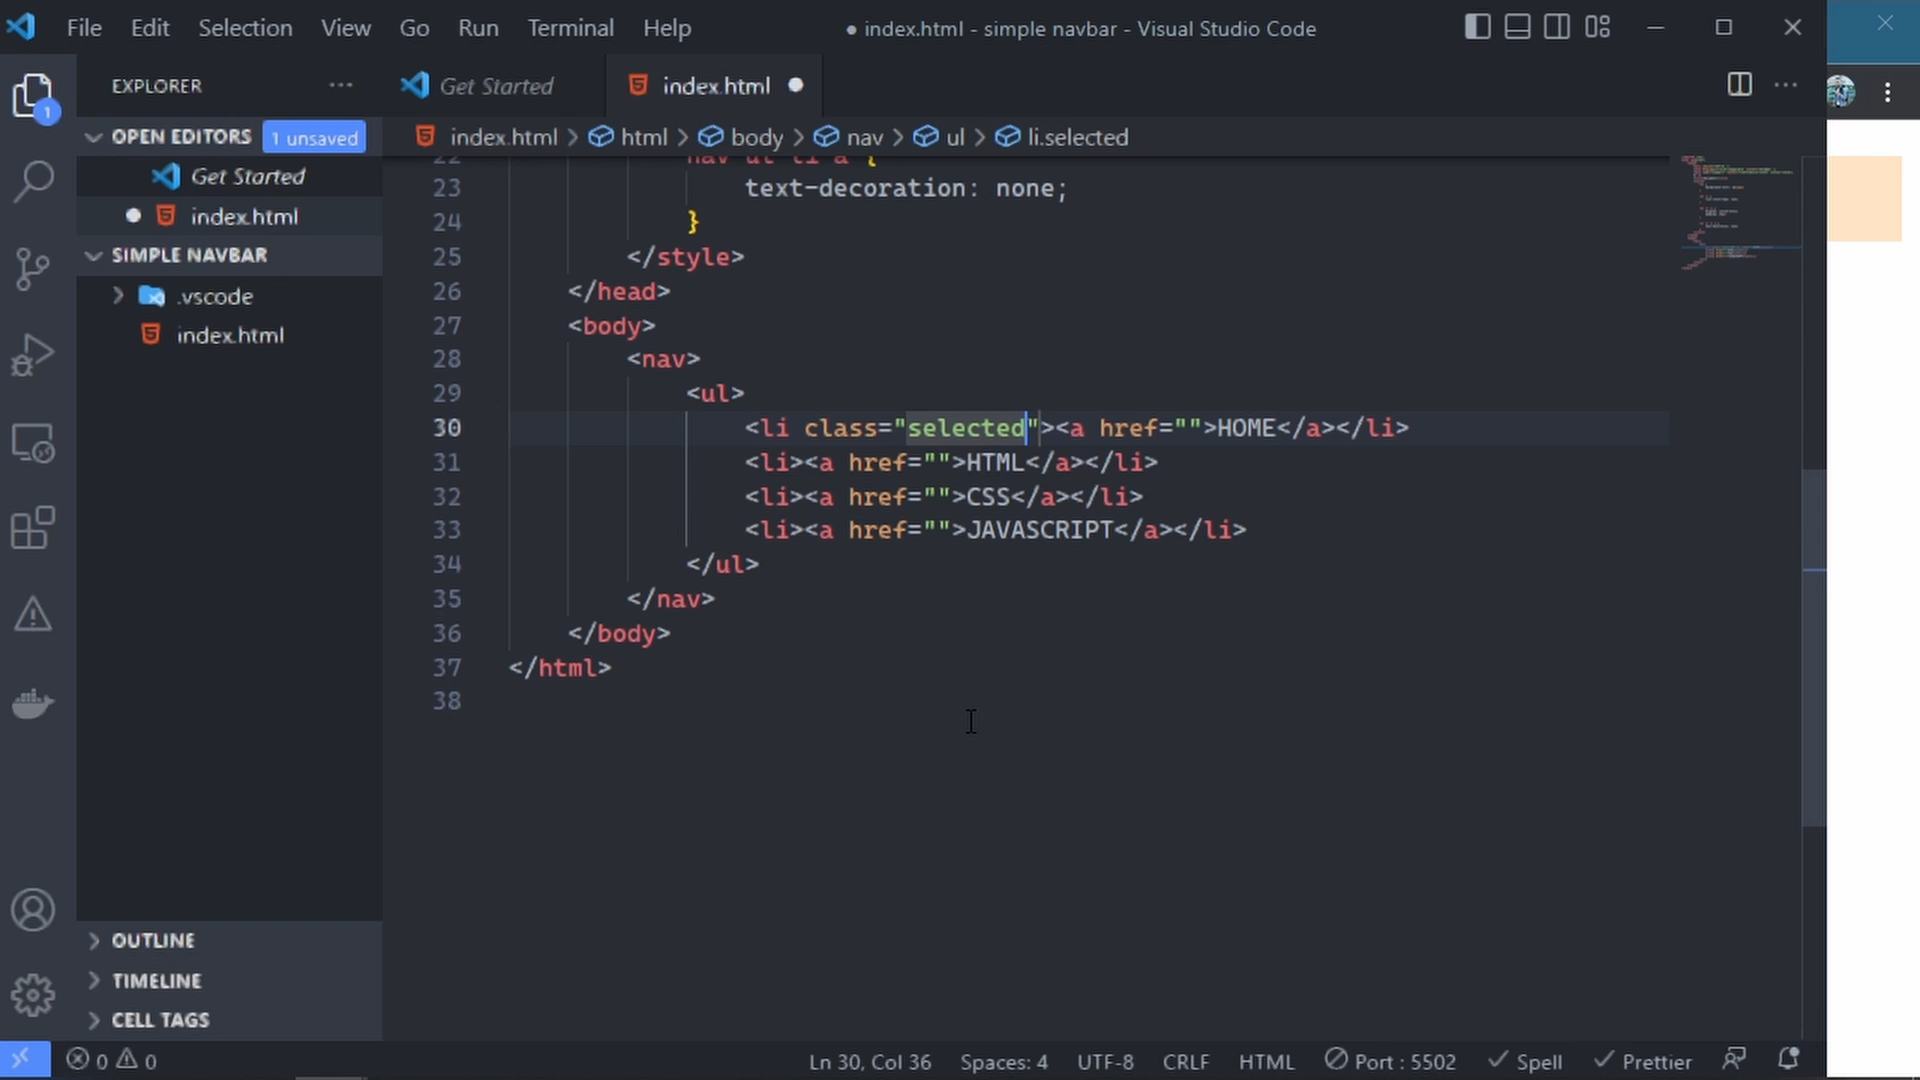 File Edit Selection View Go Run Terminal Help
● index.html - simple navbar - Visual Studio Code
EXPLORER
Get Started
index.html
OPEN EDITORS 1 unsaved
index.html > html > body > nav > ul > li.selected
Get Started
index.html
SIMPLE NAVBAR
.vscode
index.html
22 nav ul li a {
23 text-decoration: none;
24 }
25 </style>
26 </head>
27 <body>
28 <nav>
29 <ul>
30 <li class="selected"><a href="">HOME</a></li>
31 <li><a href="">HTML</a></li>
32 <li><a href="">CSS</a></li>
33 <li><a href="">JAVASCRIPT</a></li>
34 </ul>
35 </nav>
36 </body>
37 </html>
38
1
OUTLINE
TIMELINE
CELL TAGS
0 0 Ln 30, Col 36 Spaces: 4 UTF-8 CRLF HTML Port : 5502 Spell Prettier